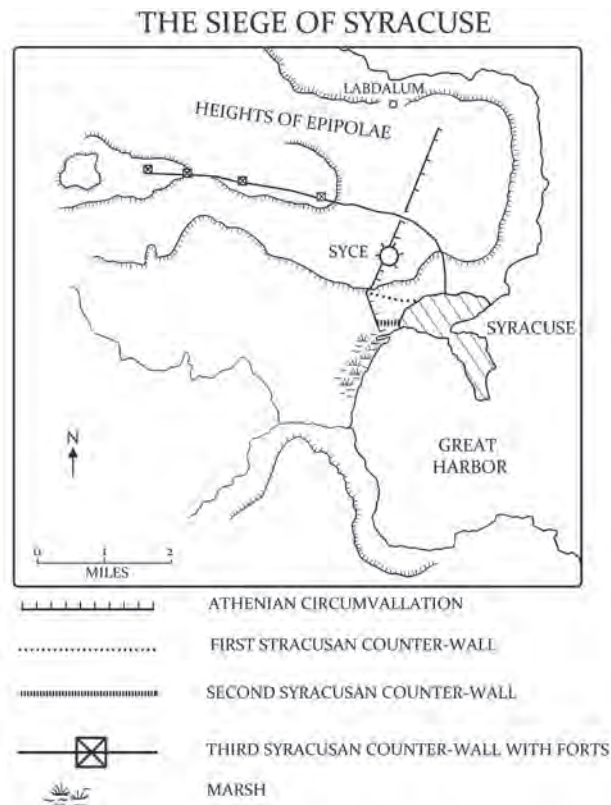 THE SIEGE OF SYRACUSE
LABDALUM
HEIGHTS OF EPIPOLAE
SYCE
SYRACUSE
N
GREAT
HARBOR
0 1 2
MILES
ATHENIAN CIRCUMVALLATION
FIRST STRACUSAN COUNTER-WALL
SECOND SYRACUSAN COUNTER-WALL
THIRD SYRACUSAN COUNTER-WALL WITH FORTS
MARSH